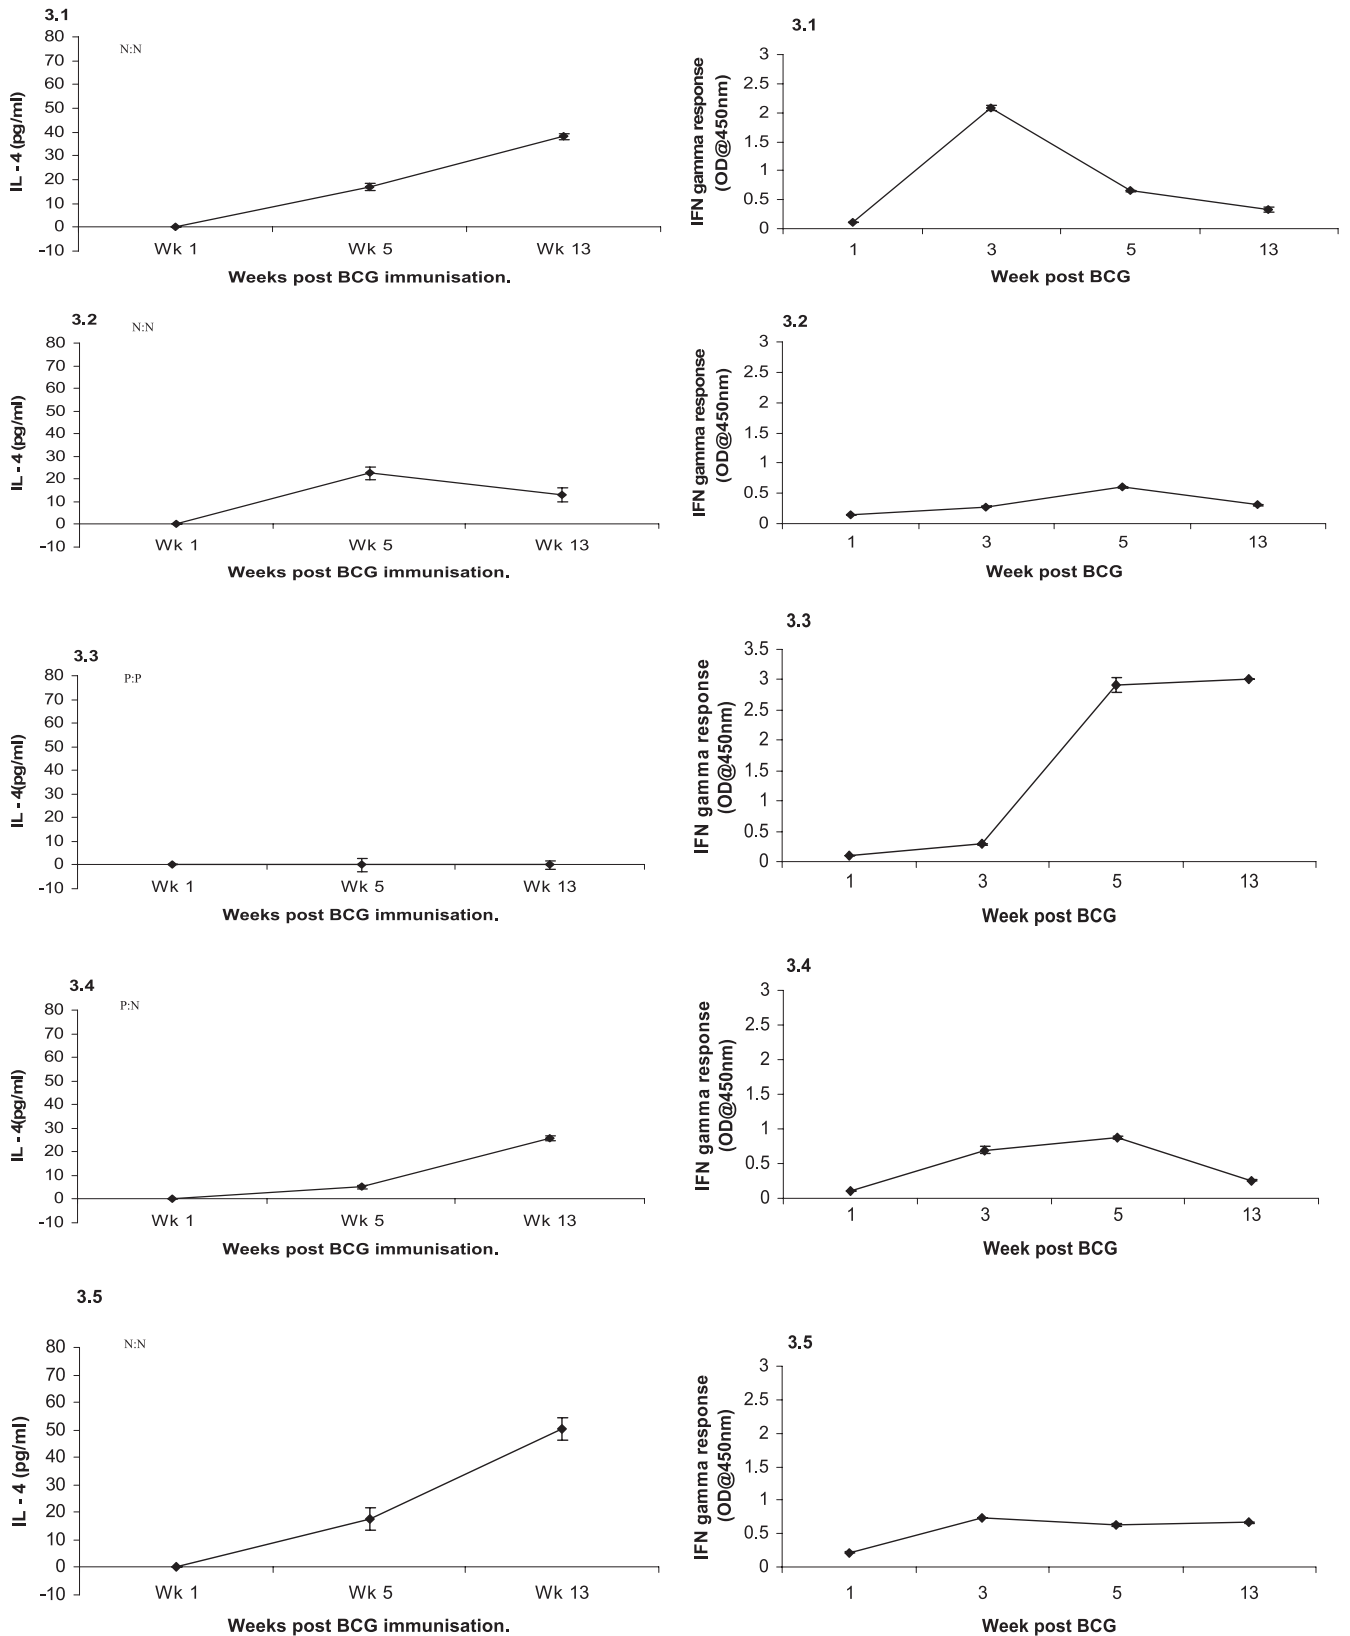 3.1
N:N
IL - 4 (pg/ml)
80
70
60
50
40
30
20
10
0
-10
Wk 1 Wk 5 Wk 13
Weeks post BCG immunisation.
3.1
IFN gamma response
(OD@450nm)
3
2.5
2
1.5
1
0.5
0
1 3 5 13
Week post BCG
3.2
N:N
IL - 4 (pg/ml)
80
70
60
50
40
30
20
10
0
-10
Wk 1 Wk 5 Wk 13
Weeks post BCG immunisation.
3.2
IFN gamma response
(OD@450nm)
3
2.5
2
1.5
1
0.5
0
1 3 5 13
Week post BCG
3.3
P:P
IL - 4(pg/ml)
80
70
60
50
40
30
20
10
0
-10
Wk 1 Wk 5 Wk 13
Weeks post BCG immunisation.
3.3
IFN gamma response
(OD@450nm)
3.5
3
2.5
2
1.5
1
0.5
0
1 3 5 13
Week post BCG
3.4
P:N
IL - 4(pg/ml)
80
70
60
50
40
30
20
10
0
-10
Wk 1 Wk 5 Wk 13
Weeks post BCG immunisation.
3.4
IFN gamma response
(OD@450nm)
3
2.5
2
1.5
1
0.5
0
1 3 5 13
Week post BCG
3.5
N:N
IL - 4 (pg/ml)
80
70
60
50
40
30
20
10
0
-10
Wk 1 Wk 5 Wk 13
Weeks post BCG immunisation.
3.5
IFN gamma response
(OD@450nm)
3
2.5
2
1.5
1
0.5
0
1 3 5 13
Week post BCG